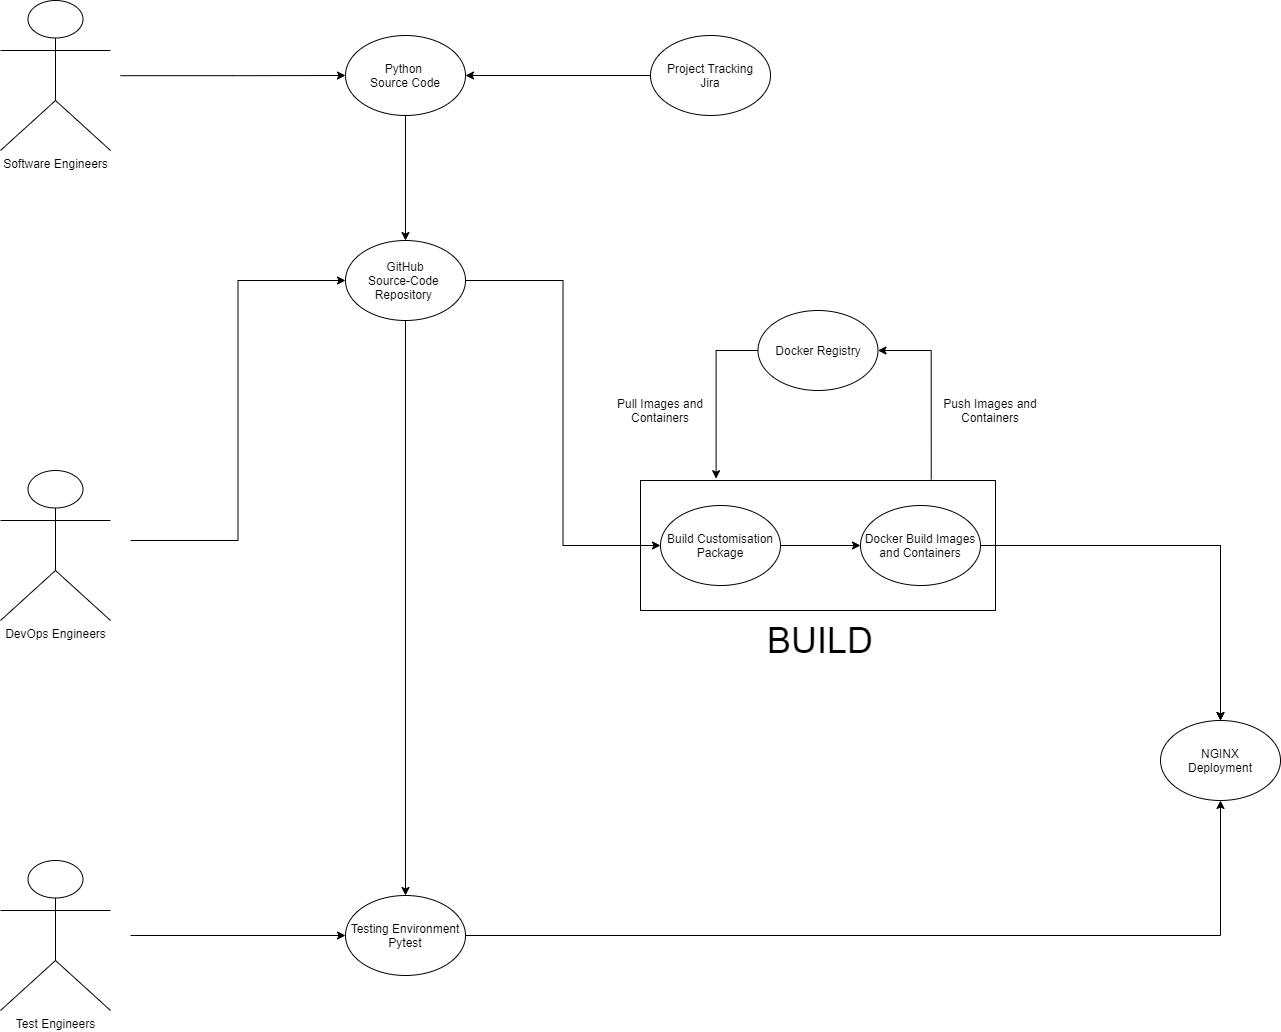 Python
Source Code
Project Tracking
Jira
Software Engineers
GitHub
Source-Code
Repository
Docker Registry
Pull Images and
Containers
Push Images and
Containers
Build Customisation
Package
Docker Build Images
and Containers
DevOps Engineers
BUILD
NGINX
Deployment
Testing Environment
Pytest
Test Engineers